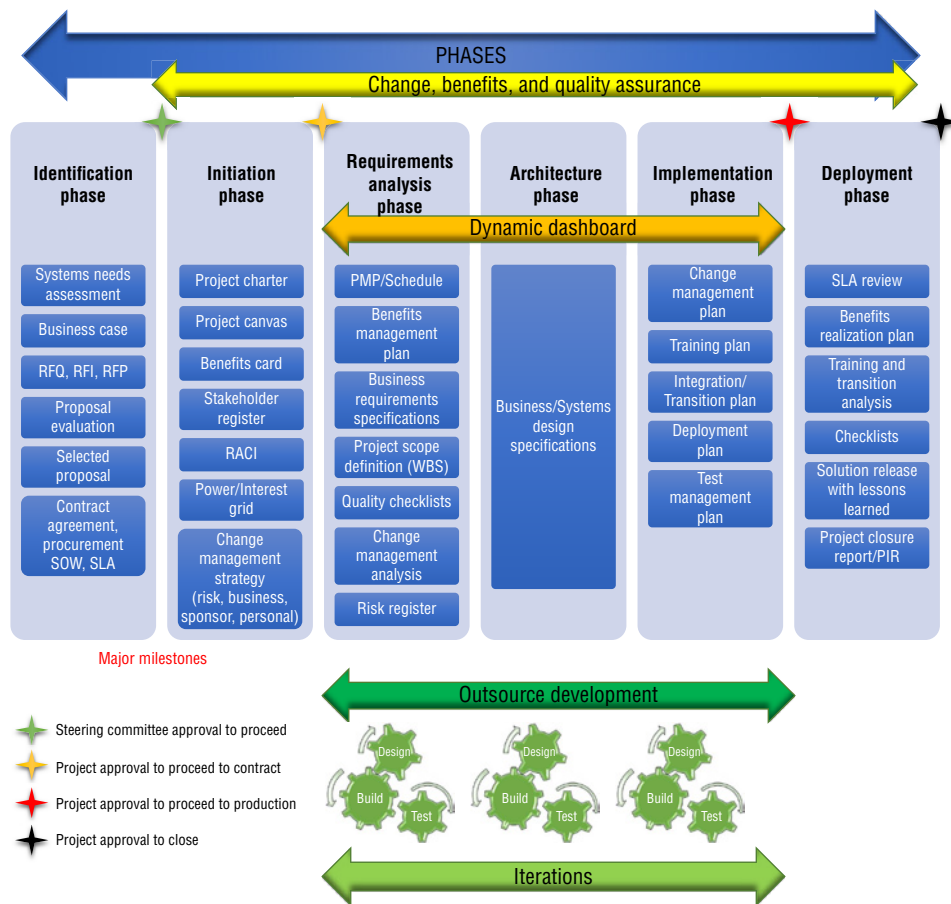 PHASES
Change, benefits, and quality assurance
Identification
phase
Initiation
phase
Requirements
analysis
phase
Architecture
phase
Implementation
phase
Deployment
phase
Dynamic dashboard
Systems needs
assessment
Business case
RFQ, RFI, RFP
Proposal
evaluation
Selected
proposal
Contract
agreement,
procurement
SOW, SLA
Project charter
Project canvas
Benefits card
Stakeholder
register
RACI
Power/Interest
grid
Change
management
strategy
(risk, business,
sponsor, personal)
PMP/Schedule
Benefits
management
plan
Business
requirements
specifications
Project scope
definition (WBS)
Quality checklists
Change
management
analysis
Risk register
Business/Systems
design
specifications
Change
management
plan
Training plan
Integration/
Transition plan
Deployment
plan
Test
management
plan
SLA review
Benefits
realization plan
Training and
transition
analysis
Checklists
Solution release
with lessons
learned
Project closure
report/PIR
Major milestones
Steering committee approval to proceed
Project approval to proceed to contract
Project approval to proceed to production
Project approval to close
Outsource development
Design
Build
Test
Design
Build
Test
Design
Build
Test
Iterations